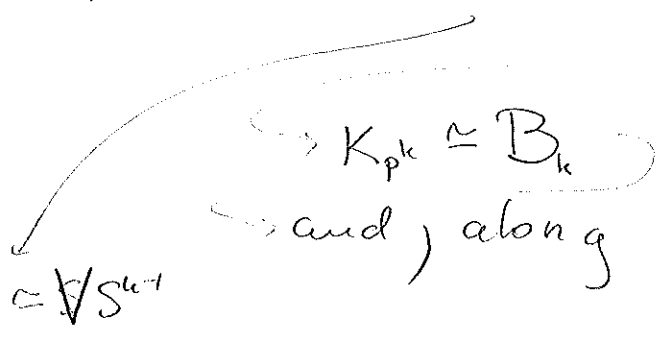 K_{p^k} ≃ B_k
and, along
≃ ∀S^{k-1}